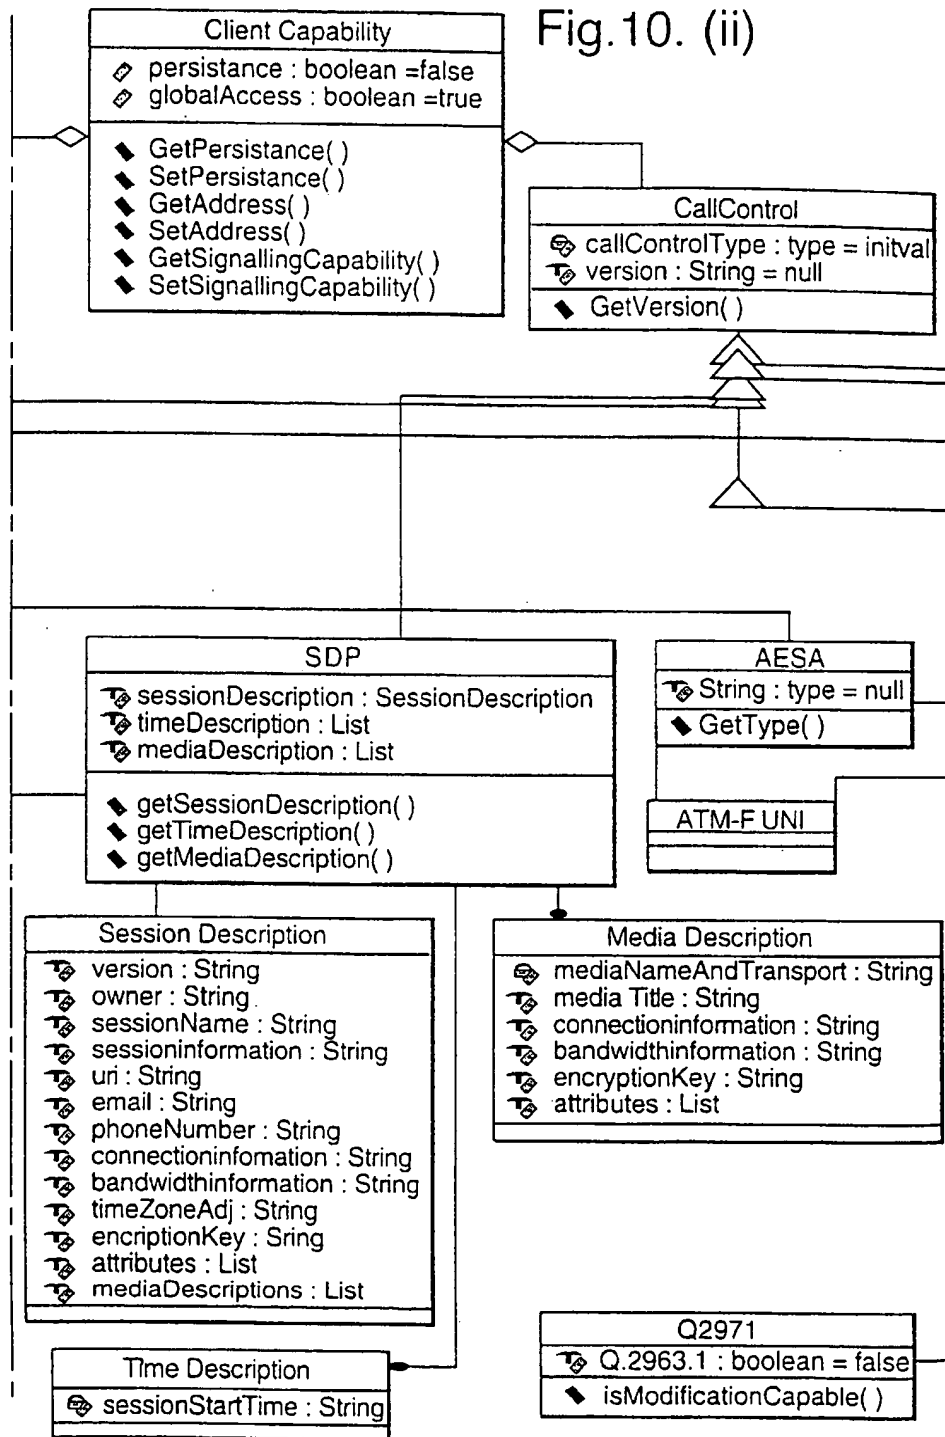 Fig.10. (ii)
Client Capability
persistance : boolean =false
globalAccess : boolean =true
GetPersistance( )
SetPersistance( )
GetAddress( )
SetAddress( )
GetSignallingCapability( )
SetSignallingCapability( )
CallControl
callControlType : type = initval
version : String = null
GetVersion( )
SDP
sessionDescription : SessionDescription
timeDescription : List
mediaDescription : List
getSessionDescription( )
getTimeDescription( )
getMediaDescription( )
AESA
String : type = null
GetType( )
ATM-F UNI
Session Description
version : String
owner : String
sessionName : String
sessioninformation : String
uri : String
email : String
phoneNumber : String
connectioninfomation : String
bandwidthinformation : String
timeZoneAdj : String
encriptionKey : Sring
attributes : List
mediaDescriptions : List
Media Description
mediaNameAndTransport : String
media Title : String
connectioninformation : String
bandwidthinformation : String
encryptionKey : String
attributes : List
Time Description
sessionStartTime : String
Q2971
Q.2963.1 : boolean = false
isModificationCapable( )